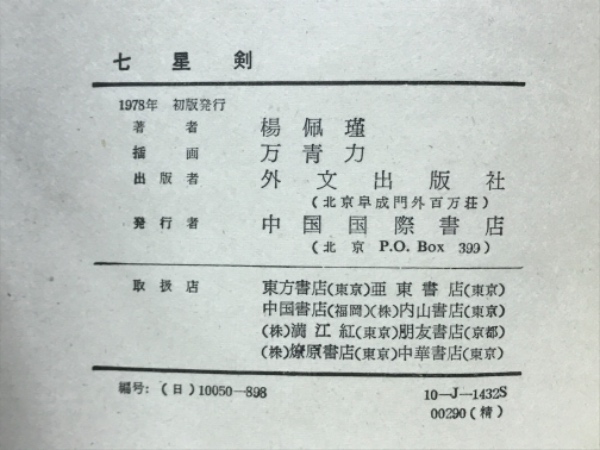 七星剣
1978年 初版発行
著者 楊佩瑾
插画 万青力
出版者 外文出版社
(北京阜成門外百万荘)
発行者 中国国際書店
(北京 P.O. Box 399)
取扱店 東方書店(東京)亜東書店(東京)
中国書店(福岡)(株)内山書店(東京)
(株)満江紅(東京)朋友書店(京都)
(株)燎原書店(東京)中華書店(東京)
編号: (日)10050—898 10—J—1432S
00290(精)